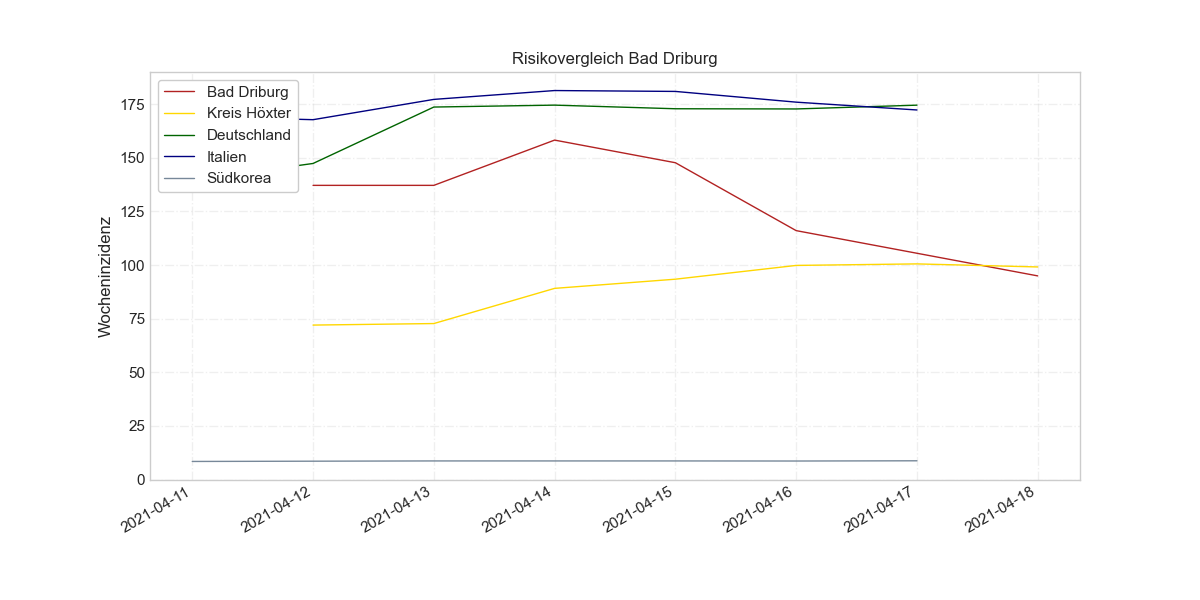 Risikovergleich Bad Driburg
Bad Driburg
Kreis Höxter
Deutschland
Italien
Südkorea
Wocheninzidenz
175
150
125
100
75
50
25
0
2021-04-11
2021-04-12
2021-04-13
2021-04-14
2021-04-15
2021-04-16
2021-04-17
2021-04-18